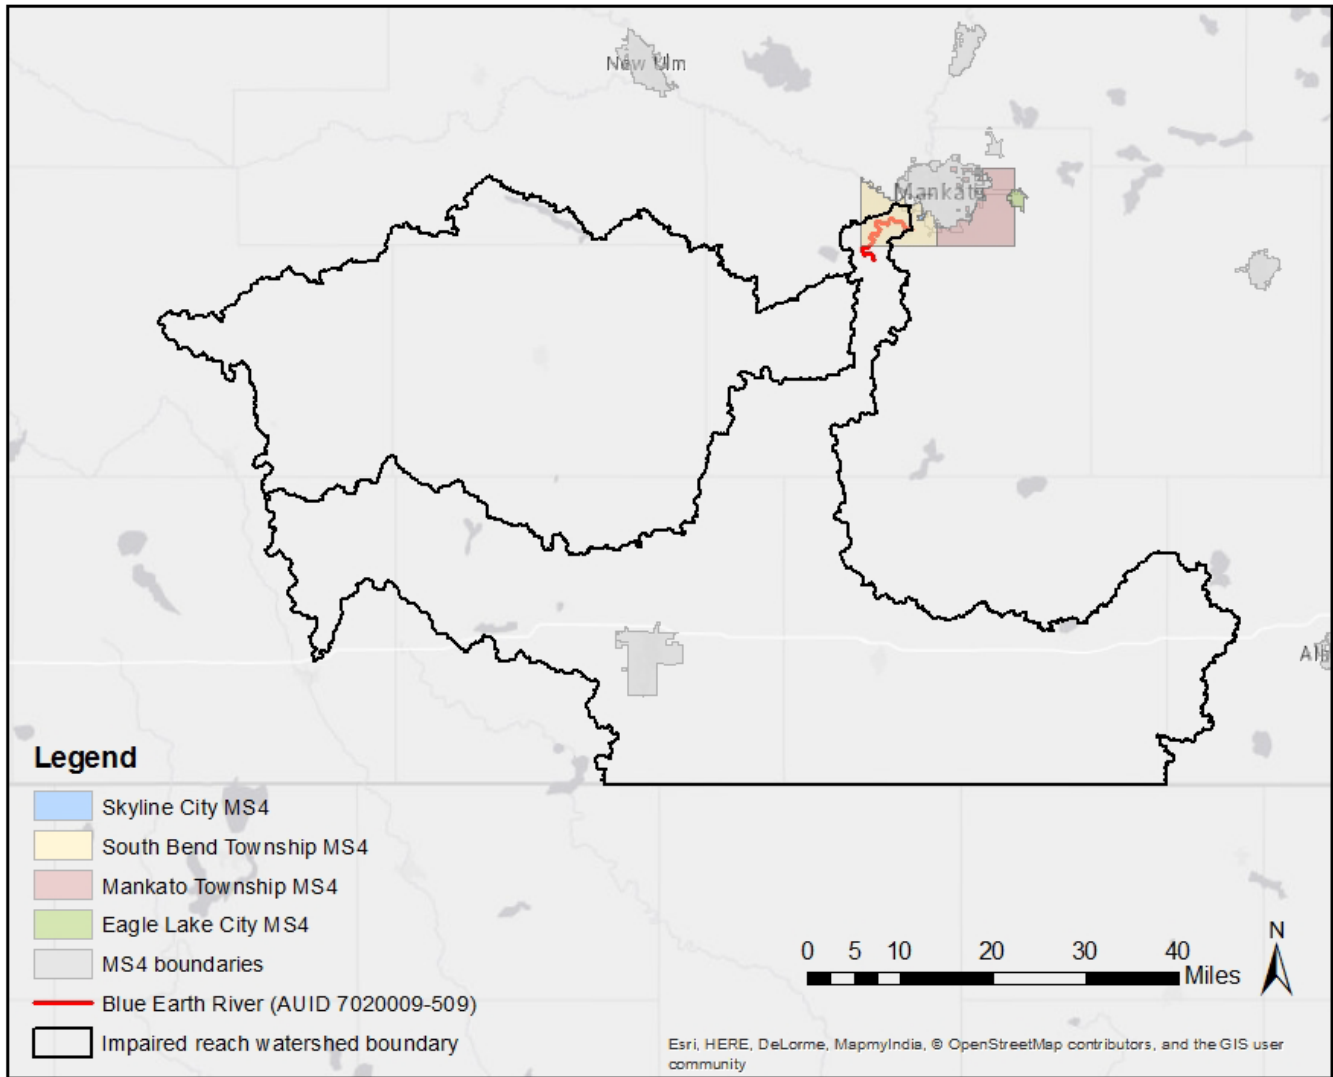 New Ulm
Mankato
Al
Legend
Skyline City MS4
South Bend Township MS4
Mankato Township MS4
Eagle Lake City MS4
MS4 boundaries
Blue Earth River (AUID 7020009-509)
Impaired reach watershed boundary
N
0 5 10 20 30 40
Miles
Esri, HERE, DeLorme, MapmyIndia, © OpenStreetMap contributors, and the GIS user
community